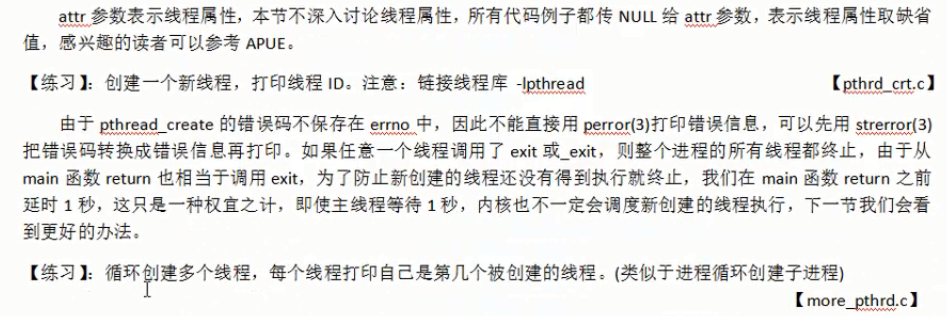 attr 参数表示线程属性，本节不深入讨论线程属性，所有代码例子都传 NULL 给 attr 参数，表示线程属性取缺省
值，感兴趣的读者可以参考 APUE。
【练习】：创建一个新线程，打印线程 ID。注意：链接线程库 -lpthread 【pthrd_crt.c】
由于 pthread_create 的错误码不保存在 errno 中，因此不能直接用 perror(3)打印错误信息，可以先用 strerror(3)
把错误码转换成错误信息再打印。如果任意一个线程调用了 exit 或_exit，则整个进程的所有线程都终止，由于从
main 函数 return 也相当于调用 exit，为了防止新创建的线程还没有得到执行就终止，我们在 main 函数 return 之前
延时 1 秒，这只是一种权宜之计，即使主线程等待 1 秒，内核也不一定会调度新创建的线程执行，下一节我们会看
到更好的办法。
【练习】：循环创建多个线程，每个线程打印自己是第几个被创建的线程。(类似于进程循环创建子进程)
【more_pthrd.c】